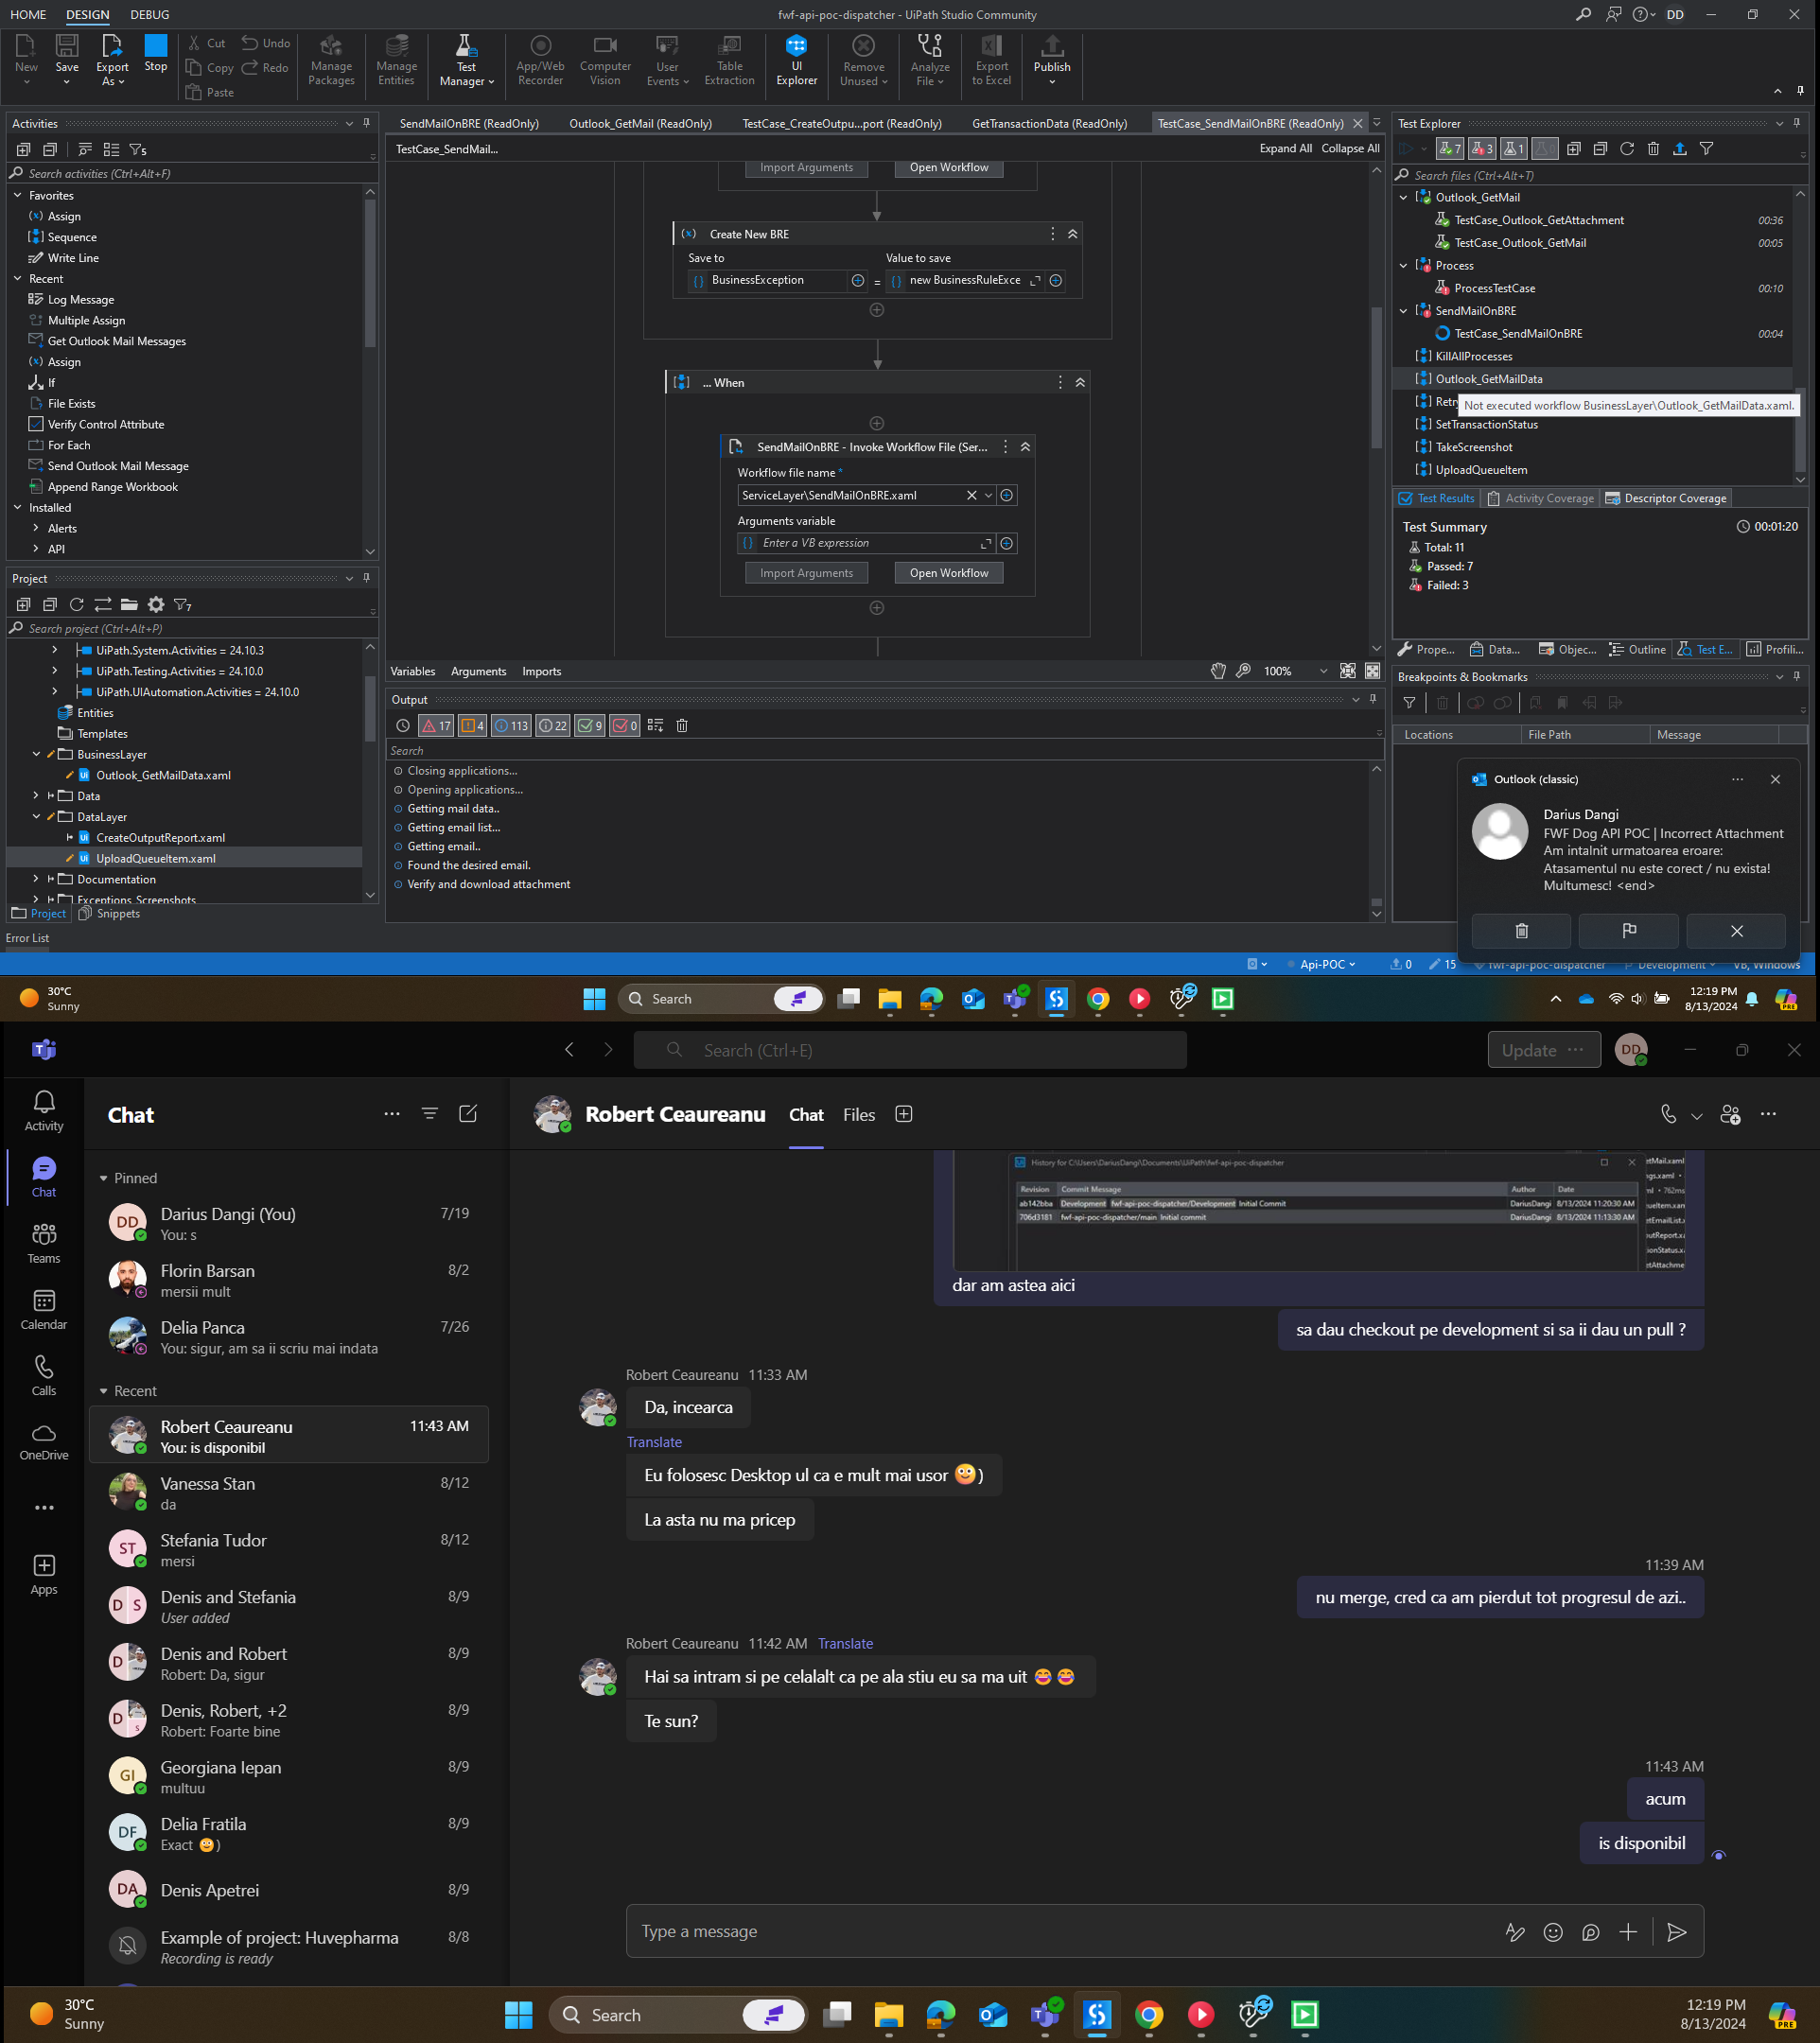 HOME DESIGN DEBUG
fwf-api-poc-dispatcher - UiPath Studio Community
DD
New
Save
Export As
Stop
Cut
Copy
Paste
Undo
Redo
Manage Packages
Manage Entities
Test Manager
App/Web Recorder
Computer Vision
User Events
Table Extraction
UI Explorer
Remove Unused
Analyze File
Export to Excel
Publish
Activities
5
Search activities (Ctrl+Alt+F)
Favorites
Assign
Sequence
Write Line
Recent
Log Message
Multiple Assign
Get Outlook Mail Messages
Assign
If
File Exists
Verify Control Attribute
For Each
Send Outlook Mail Message
Append Range Workbook
Installed
Alerts
API
Project
7
Search project (Ctrl+Alt+P)
UiPath.System.Activities = 24.10.3
UiPath.Testing.Activities = 24.10.0
UiPath.UIAutomation.Activities = 24.10.0
Entities
Templates
BusinessLayer
Outlook_GetMailData.xaml
Data
DataLayer
CreateOutputReport.xaml
UploadQueueItem.xaml
Documentation
Exceptions_Screenshots
Project Snippets
Error List
SendMailOnBRE (ReadOnly)
Outlook_GetMail (ReadOnly)
TestCase_CreateOutpu...port (ReadOnly)
GetTransactionData (ReadOnly)
TestCase_SendMailOnBRE (ReadOnly)
TestCase_SendMail...
Expand All Collapse All
Import Arguments Open Workflow
Create New BRE
Save to Value to save
BusinessException = new BusinessRuleExce
... When
SendMailOnBRE - Invoke Workflow File (Ser...
Workflow file name *
ServiceLayer\SendMailOnBRE.xaml
Arguments variable
Enter a VB expression
Import Arguments Open Workflow
Variables Arguments Imports
100%
Output
17 4 113 22 9 0
Search
Closing applications...
Opening applications...
Getting mail data..
Getting email list...
Getting email..
Found the desired email.
Verify and download attachment
Test Explorer
7 3 1
Search files (Ctrl+Alt+T)
Outlook_GetMail
TestCase_Outlook_GetAttachment 00:36
TestCase_Outlook_GetMail 00:05
Process
ProcessTestCase 00:10
SendMailOnBRE
TestCase_SendMailOnBRE 00:04
KillAllProcesses
Outlook_GetMailData
Retry
Not executed workflow BusinessLayer\Outlook_GetMailData.xaml.
SetTransactionStatus
TakeScreenshot
UploadQueueItem
Test Results Activity Coverage Descriptor Coverage
Test Summary 00:01:20
Total: 11
Passed: 7
Failed: 3
Prope... Data... Objec... Outline Test E... Profili...
Breakpoints & Bookmarks
Locations File Path Message
Outlook (classic)
Darius Dangi
FWF Dog API POC | Incorrect Attachment
Am intalnit urmatoarea eroare:
Atasamentul nu este corect / nu exista!
Multumesc! <end>
Api-POC 0 15 fwf-api-poc-dispatcher Development VB, Windows
30°C
Sunny
Search
12:19 PM
8/13/2024
Search (Ctrl+E)
Update
DD
Activity
Chat
Teams
Calendar
Calls
OneDrive
Apps
Chat
Pinned
DD Darius Dangi (You) 7/19
You: s
Florin Barsan 8/2
mersii mult
Delia Panca 7/26
You: sigur, am sa ii scriu mai indata
Recent
Robert Ceaureanu 11:43 AM
You: is disponibil
Vanessa Stan 8/12
da
ST Stefania Tudor 8/12
mersi
D S Denis and Stefania 8/9
User added
D Denis and Robert 8/9
Robert: Da, sigur
D S Denis, Robert, +2 8/9
Robert: Foarte bine
GI Georgiana Iepan 8/9
multuu
DF Delia Fratila 8/9
Exact 🙂)
DA Denis Apetrei 8/9
Example of project: Huvepharma 8/8
Recording is ready
Robert Ceaureanu Chat Files
History for C:\Users\DariusDangi\Documents\UiPath\fwf-api-poc-dispatcher
Revision Commit Message Author Date
ab142bba Development fwf-api-poc-dispatcher/Development Initial Commit DariusDangi 8/13/2024 11:20:30 AM
706d3181 fwf-api-poc-dispatcher/main Initial commit DariusDangi 8/13/2024 11:13:30 AM
dar am astea aici
sa dau checkout pe development si sa ii dau un pull ?
Robert Ceaureanu 11:33 AM
Da, incearca
Translate
Eu folosesc Desktop ul ca e mult mai usor 🙂)
La asta nu ma pricep
11:39 AM
nu merge, cred ca am pierdut tot progresul de azi..
Robert Ceaureanu 11:42 AM Translate
Hai sa intram si pe celalalt ca pe ala stiu eu sa ma uit 😂 😂
Te sun?
11:43 AM
acum
is disponibil
Type a message
30°C
Sunny
Search
12:19 PM
8/13/2024